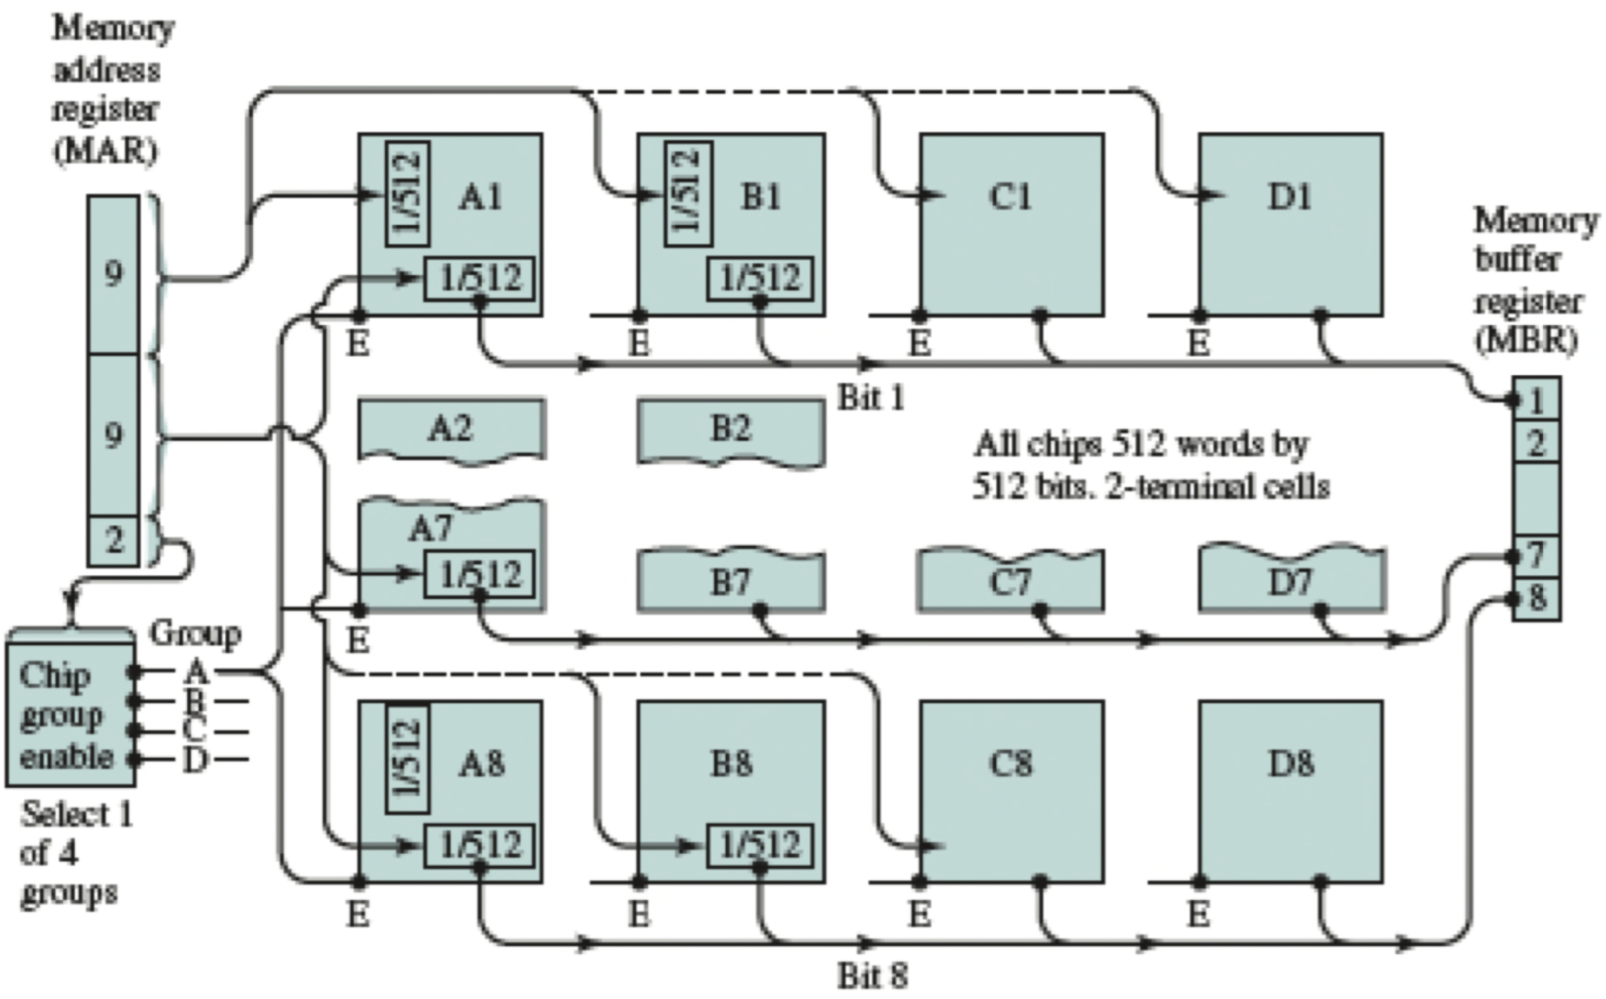 Memory
address
register
(MAR)
9
9
2
Chip
group
enable
Select 1
of 4
groups
Group
A
B
C
D
1/512
A1
1/512
E
1/512
B1
1/512
E
C1
E
D1
E
Bit 1
A2
B2
All chips 512 words by
512 bits. 2-terminal cells
A7
1/512
E
B7
C7
D7
1/512
A8
1/512
E
B8
1/512
E
C8
E
D8
E
Bit 8
Memory
buffer
register
(MBR)
1
2
7
8